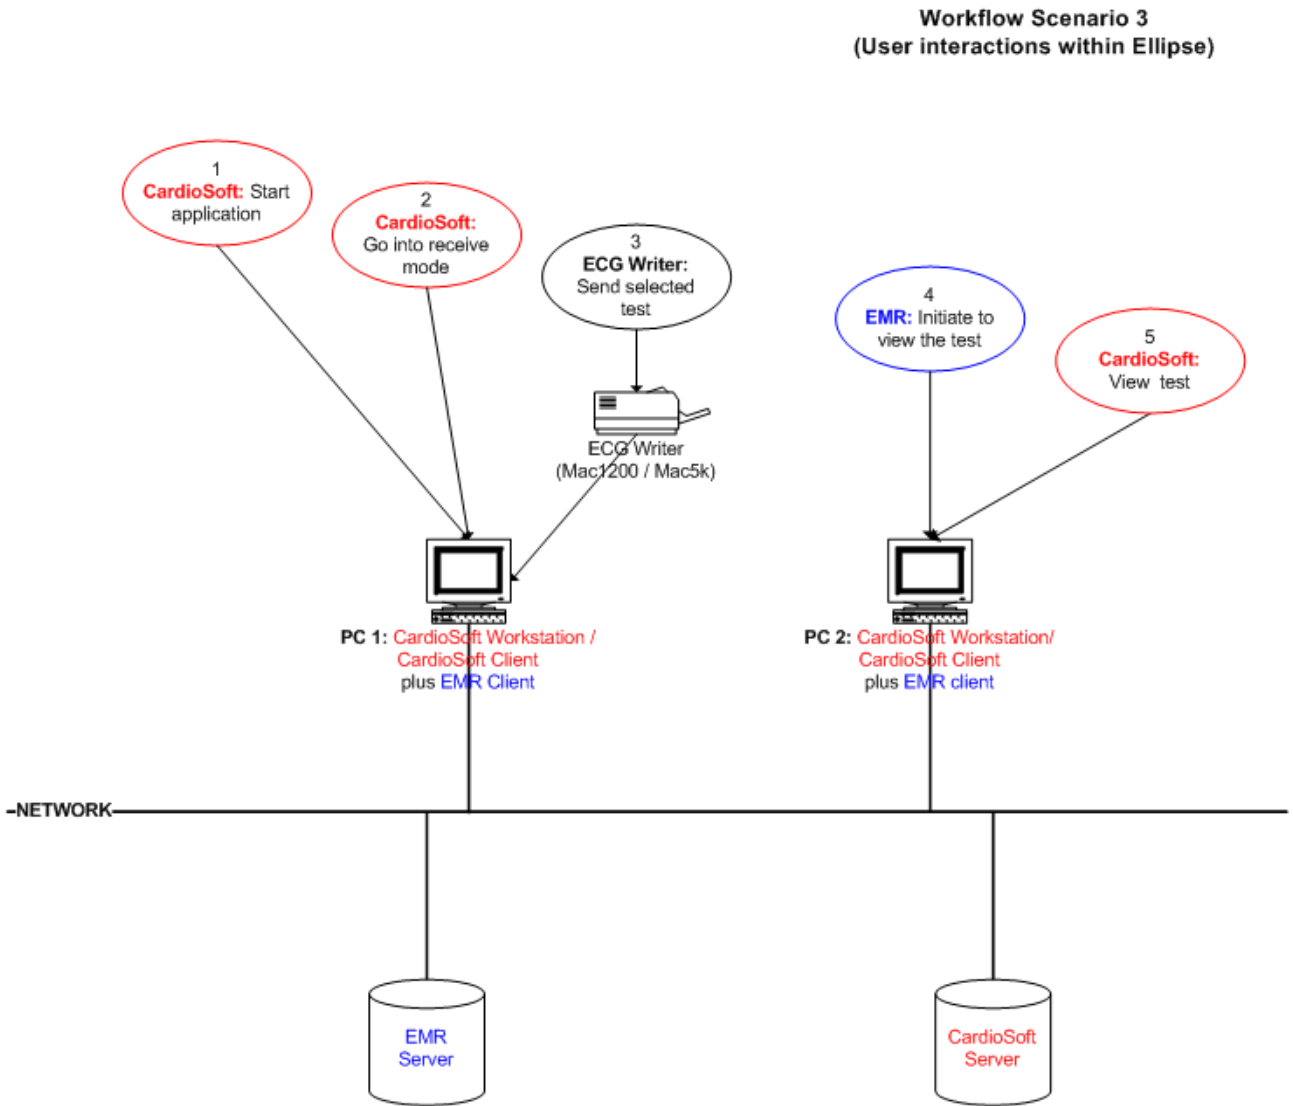 Workflow Scenario 3
(User interactions within Ellipse)
1
CardioSoft: Start
application
2
CardioSoft:
Go into receive
mode
3
ECG Writer:
Send selected
test
4
EMR: Initiate to
view the test
5
CardioSoft:
View test
ECG Writer
(Mac1200 / Mac5k)
PC 1: CardioSoft Workstation /
CardioSoft Client
plus EMR Client
PC 2: CardioSoft Workstation/
CardioSoft Client
plus EMR client
NETWORK
EMR
Server
CardioSoft
Server